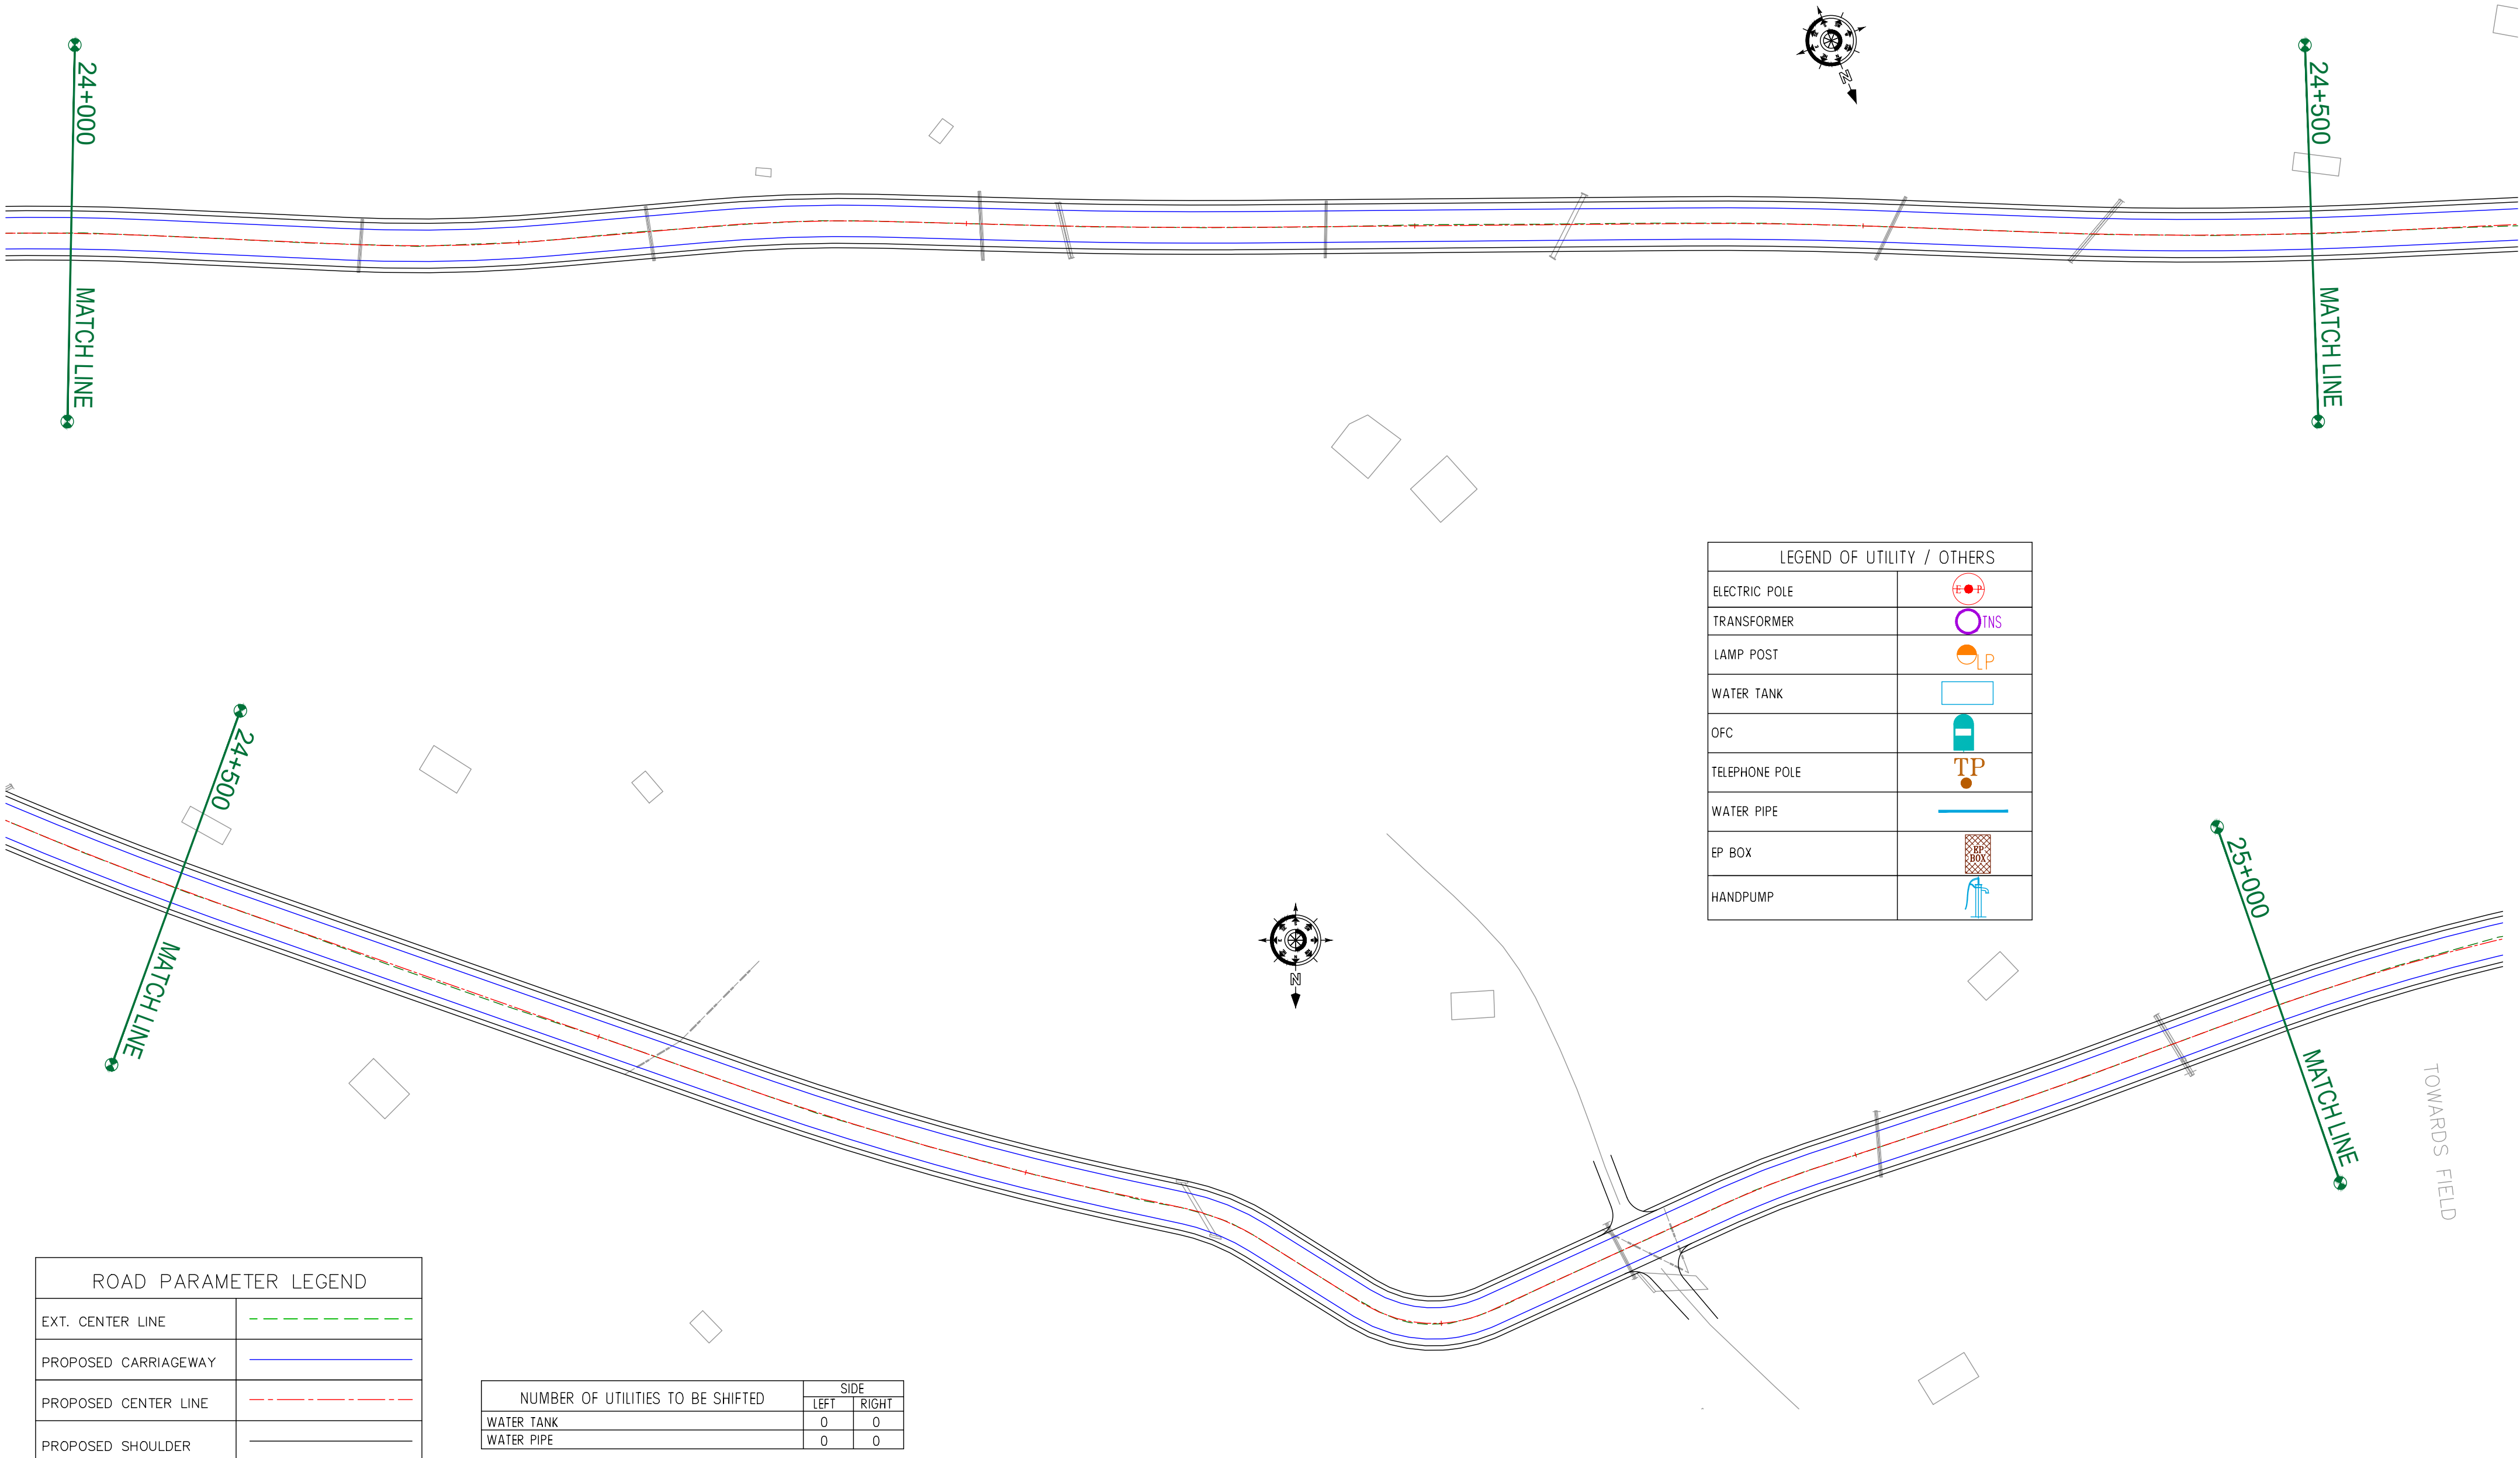 24+000
MATCH LINE
N
24+500
MATCH LINE
LEGEND OF UTILITY / OTHERS
ELECTRIC POLE
E P
TRANSFORMER
TNS
LAMP POST
LP
WATER TANK
OFC
TELEPHONE POLE
TP
WATER PIPE
EP BOX
EP
BOX
HANDPUMP
24+500
MATCH LINE
N
25+000
MATCH LINE
TOWARDS FIELD
ROAD PARAMETER LEGEND
EXT. CENTER LINE
PROPOSED CARRIAGEWAY
PROPOSED CENTER LINE
PROPOSED SHOULDER
NUMBER OF UTILITIES TO BE SHIFTED SIDE
LEFT RIGHT
WATER TANK 0 0
WATER PIPE 0 0